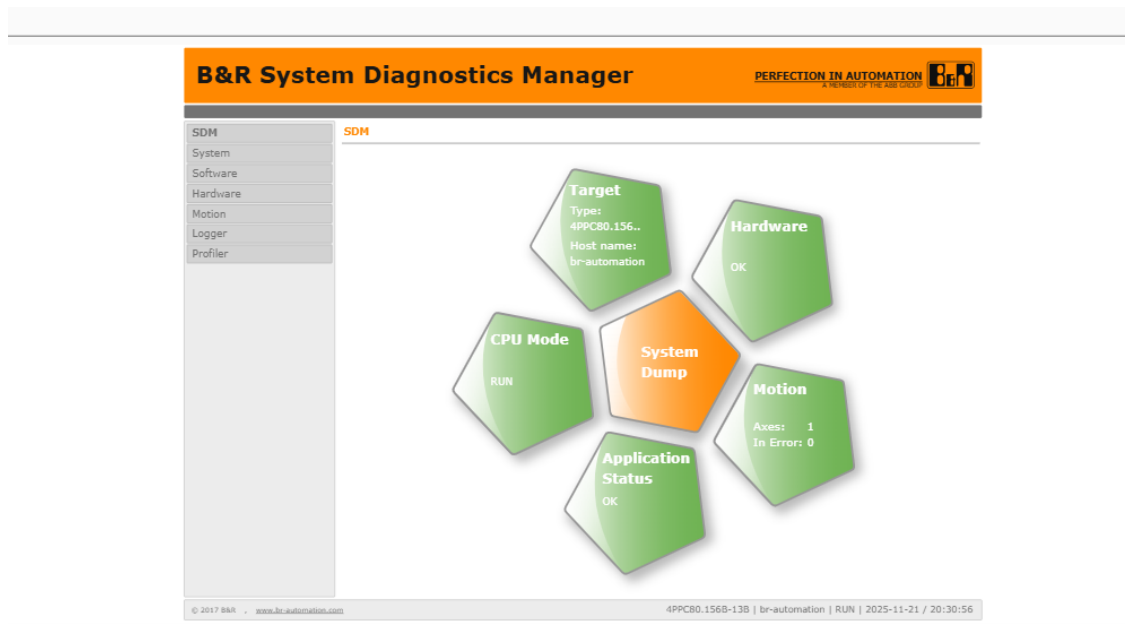 B&R System Diagnostics Manager
PERFECTION IN AUTOMATION
A MEMBER OF THE ABB GROUP
B&R
SDM
System
Software
Hardware
Motion
Logger
Profiler
SDM
Target
Type:
4PPC80.156..
Host name:
br-automation
Hardware
OK
CPU Mode
RUN
System
Dump
Motion
Axes: 1
In Error: 0
Application
Status
OK
© 2017 B&R , www.br-automation.com
4PPC80.156B-13B | br-automation | RUN | 2025-11-21 / 20:30:56